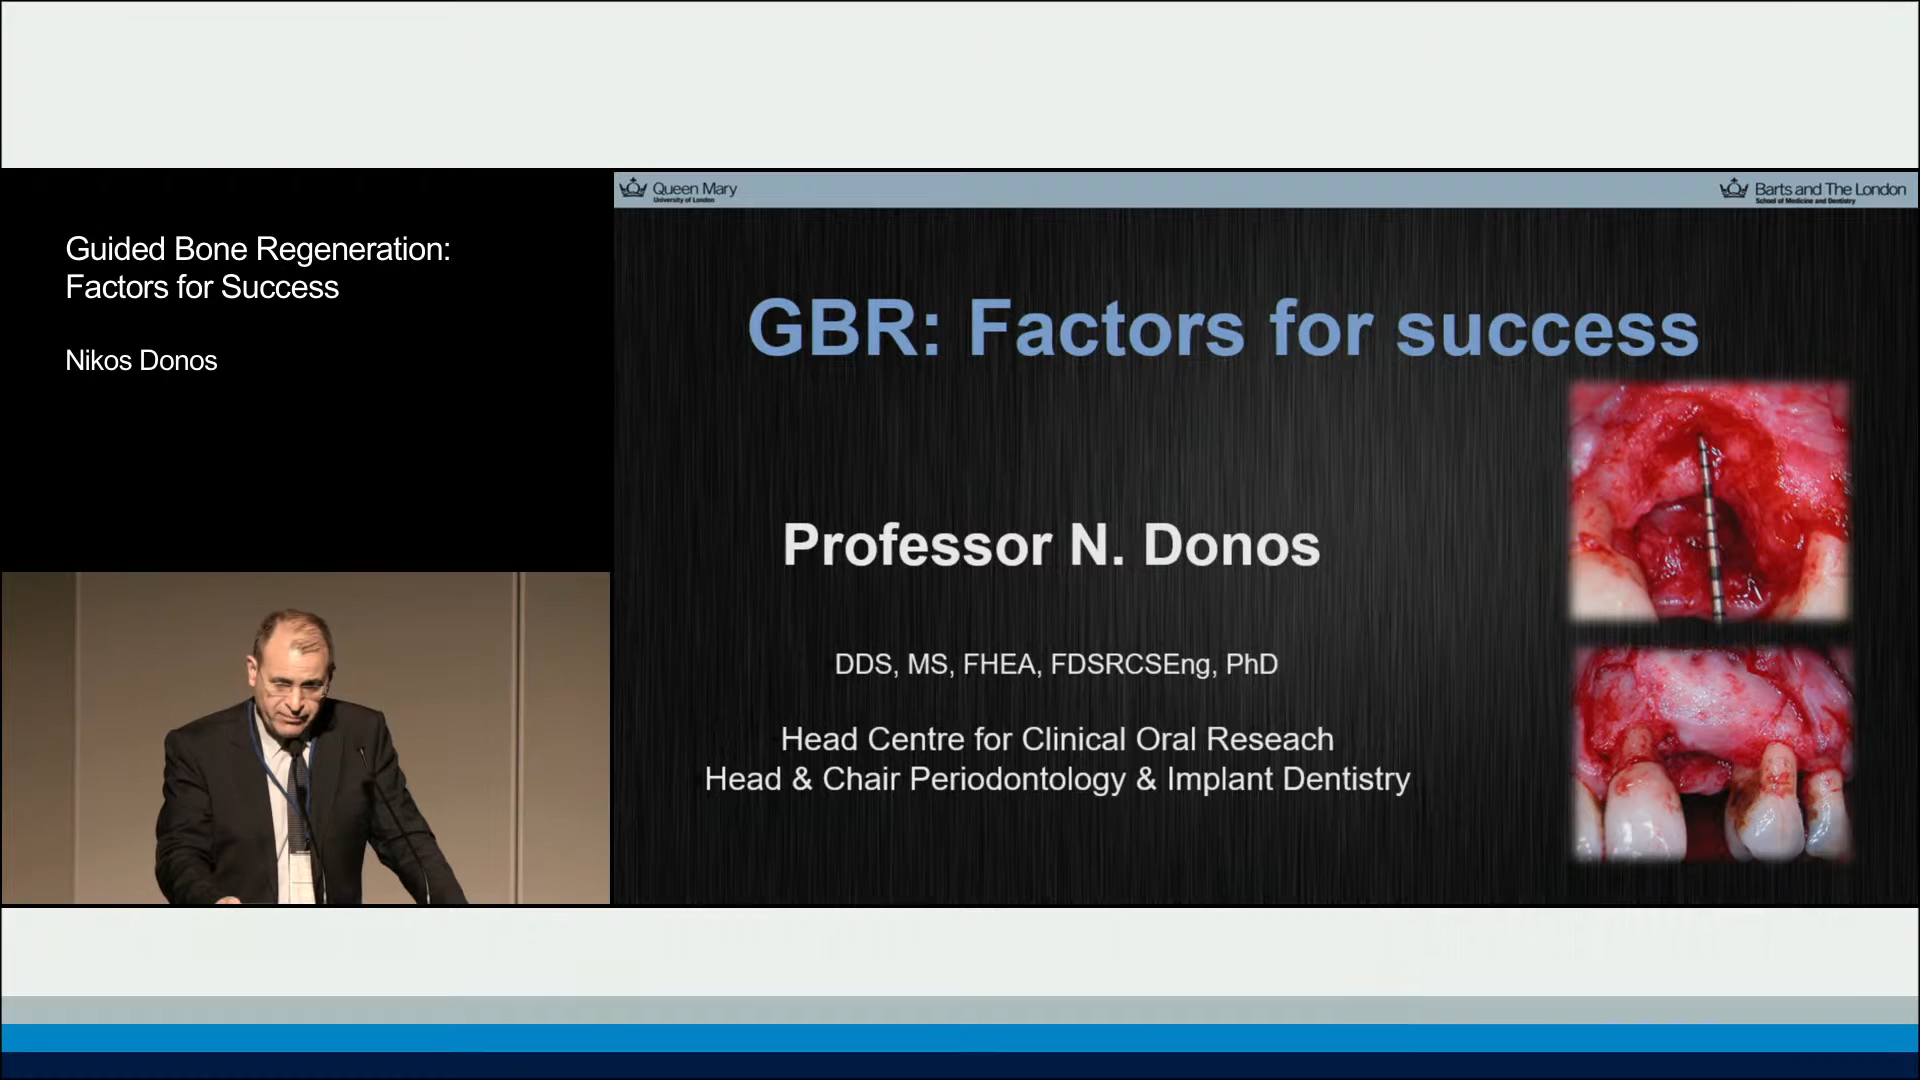 Guided Bone Regeneration:
Factors for Success
Nikos Donos
Queen Mary
University of London
Barts and The London
School of Medicine and Dentistry
GBR: Factors for success
Professor N. Donos
DDS, MS, FHEA, FDSRCSEng, PhD
Head Centre for Clinical Oral Reseach
Head & Chair Periodontology & Implant Dentistry